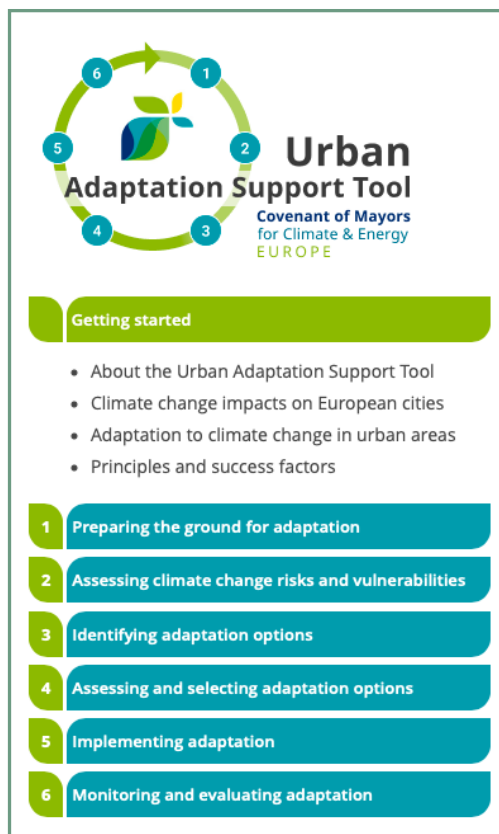 6
1
5
2
4
3
Urban
Adaptation Support Tool
Covenant of Mayors
for Climate & Energy
EUROPE
Getting started
• About the Urban Adaptation Support Tool
• Climate change impacts on European cities
• Adaptation to climate change in urban areas
• Principles and success factors
1 Preparing the ground for adaptation
2 Assessing climate change risks and vulnerabilities
3 Identifying adaptation options
4 Assessing and selecting adaptation options
5 Implementing adaptation
6 Monitoring and evaluating adaptation